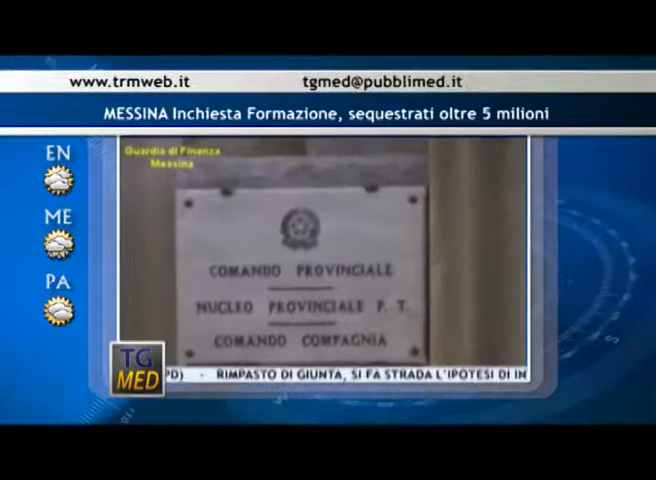 www.trmweb.it tgmed@pubblimed.it
MESSINA Inchiesta Formazione, sequestrati oltre 5 milioni
EN
ME
PA
Guardia di Finanza
Messina
COMANDO PROVINCIALE
NUCLEO PROVINCIALE P. T.
COMANDO COMPAGNIA
TG
MED
PD) - RIMPASTO DI GIUNTA, SI FA STRADA L'IPOTESI DI IN